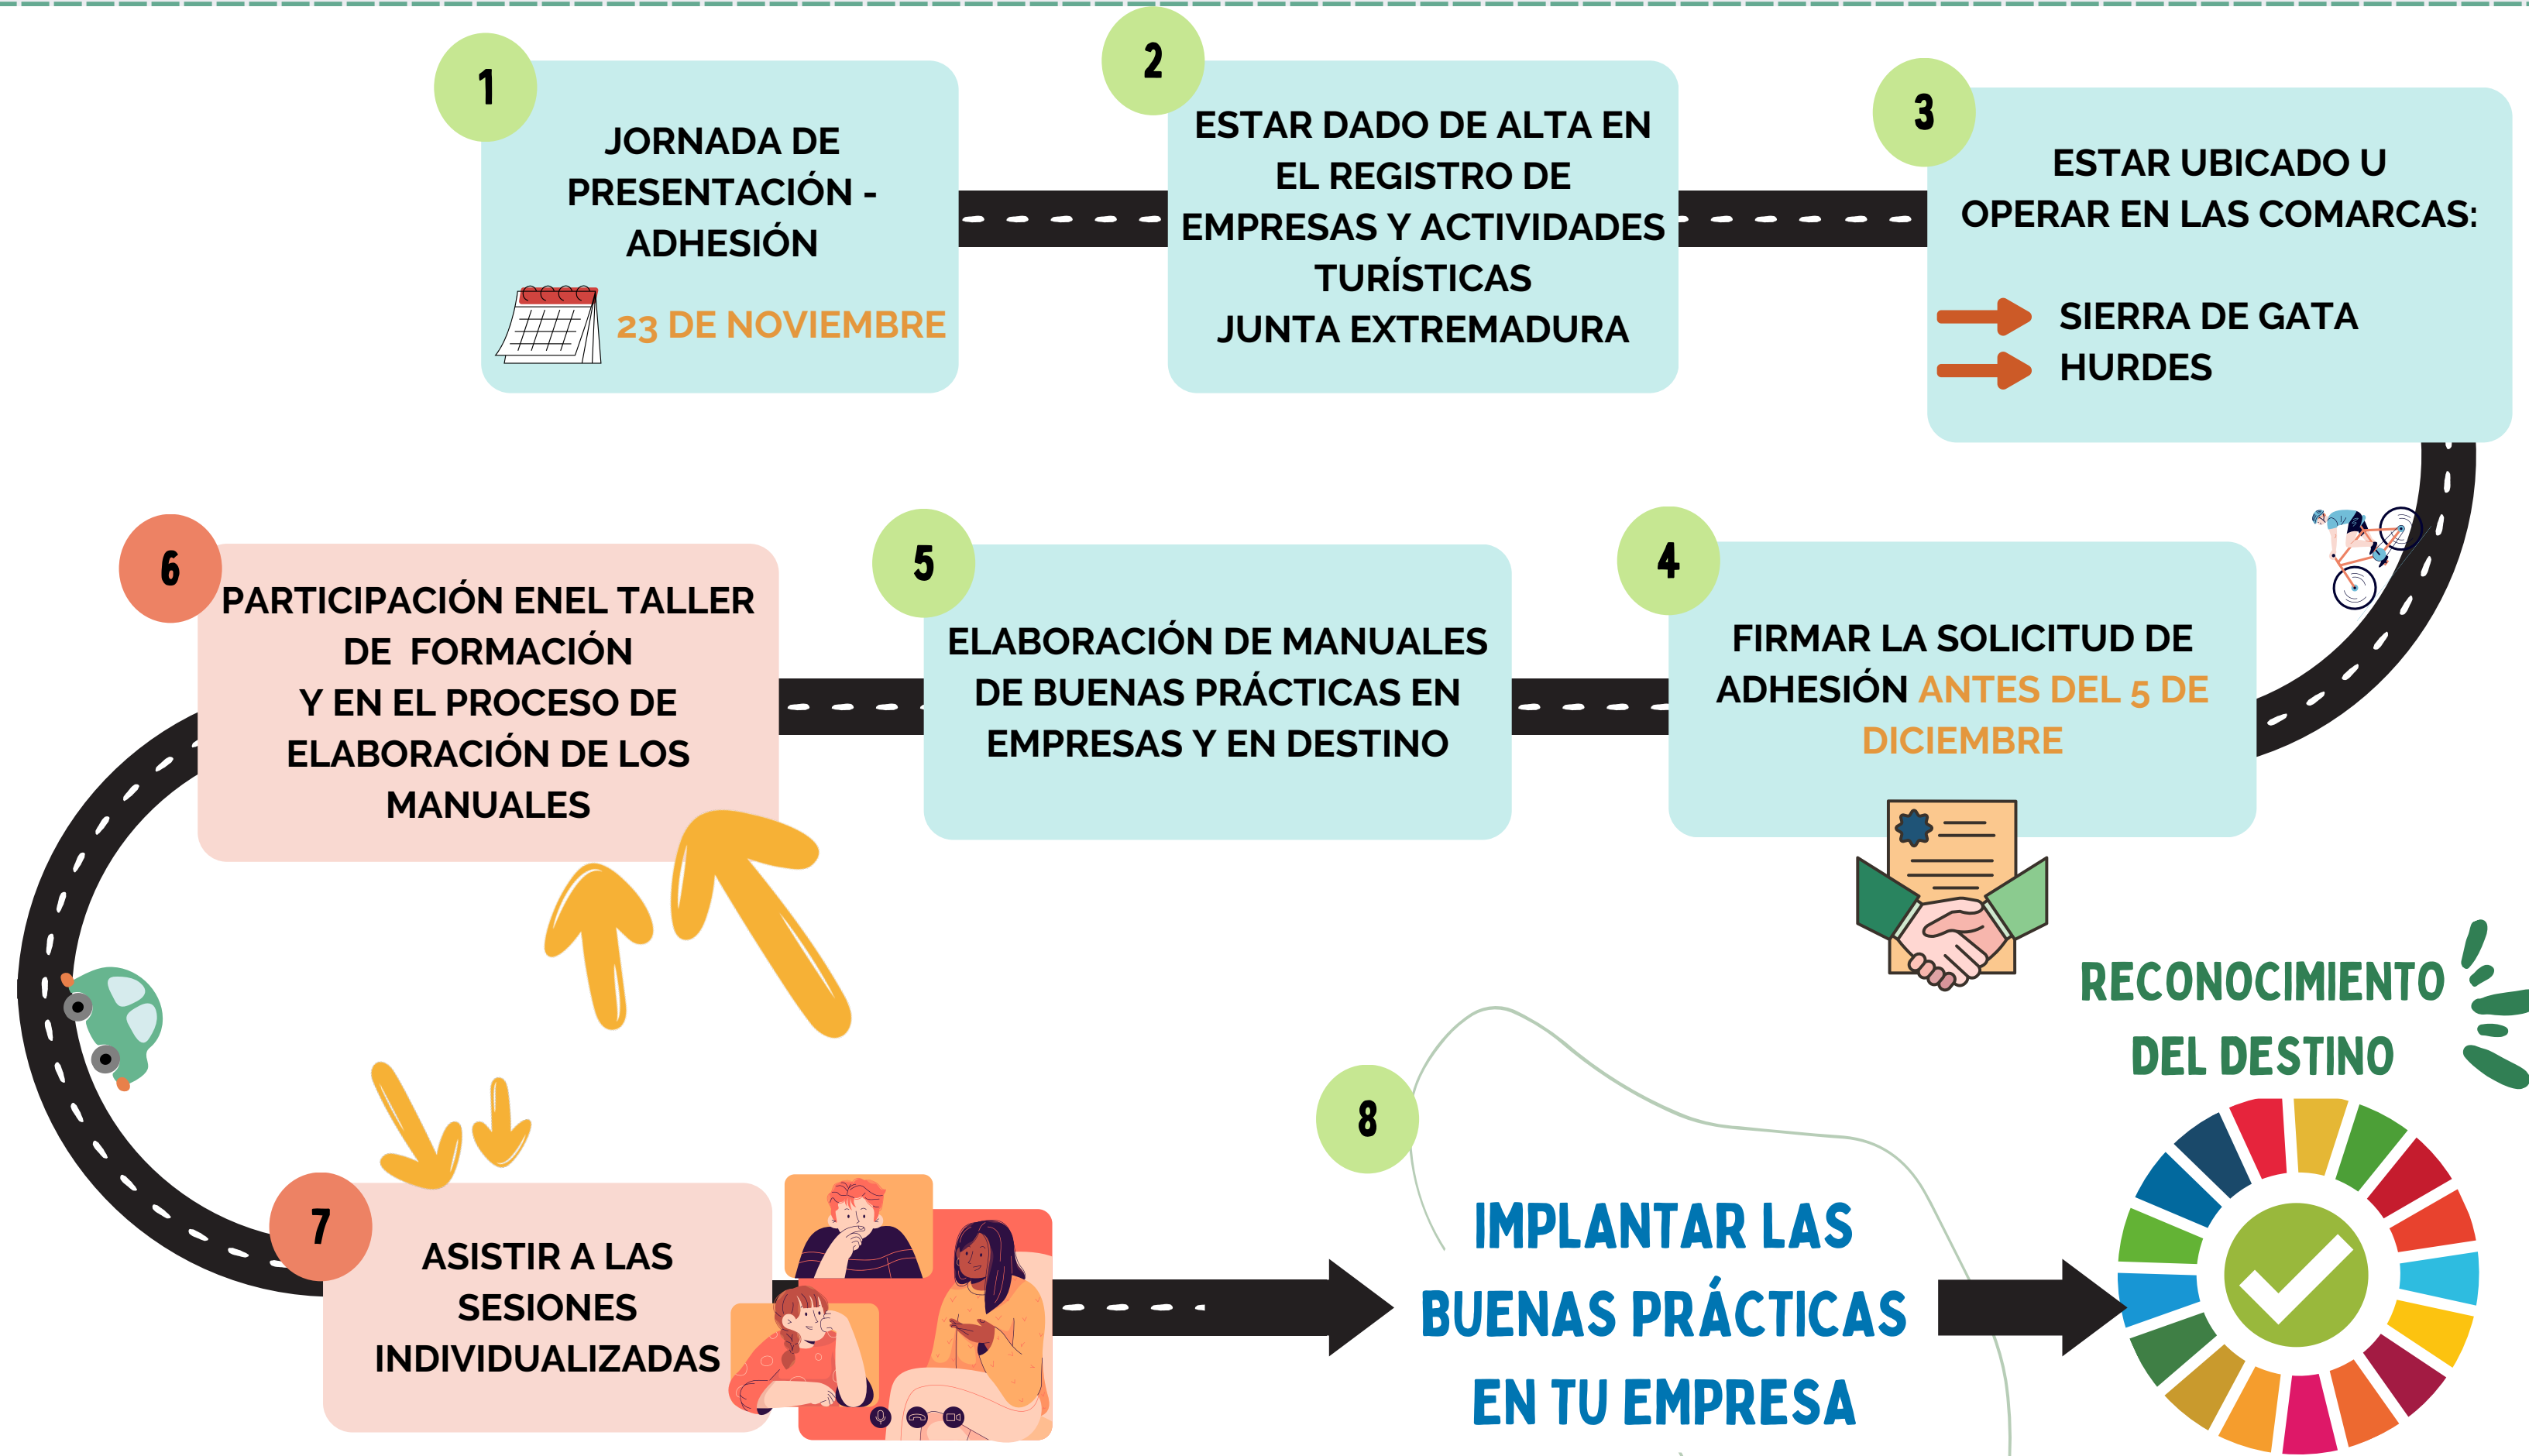 1
JORNADA DE
PRESENTACIÓN -
ADHESIÓN
23 DE NOVIEMBRE
2
ESTAR DADO DE ALTA EN
EL REGISTRO DE
EMPRESAS Y ACTIVIDADES
TURÍSTICAS
JUNTA EXTREMADURA
3
ESTAR UBICADO U
OPERAR EN LAS COMARCAS:
SIERRA DE GATA
HURDES
4
FIRMAR LA SOLICITUD DE
ADHESIÓN ANTES DEL 5 DE
DICIEMBRE
5
ELABORACIÓN DE MANUALES
DE BUENAS PRÁCTICAS EN
EMPRESAS Y EN DESTINO
6
PARTICIPACIÓN ENEL TALLER
DE FORMACIÓN
Y EN EL PROCESO DE
ELABORACIÓN DE LOS
MANUALES
7
ASISTIR A LAS
SESIONES
INDIVIDUALIZADAS
8
IMPLANTAR LAS
BUENAS PRÁCTICAS
EN TU EMPRESA
RECONOCIMIENTO
DEL DESTINO